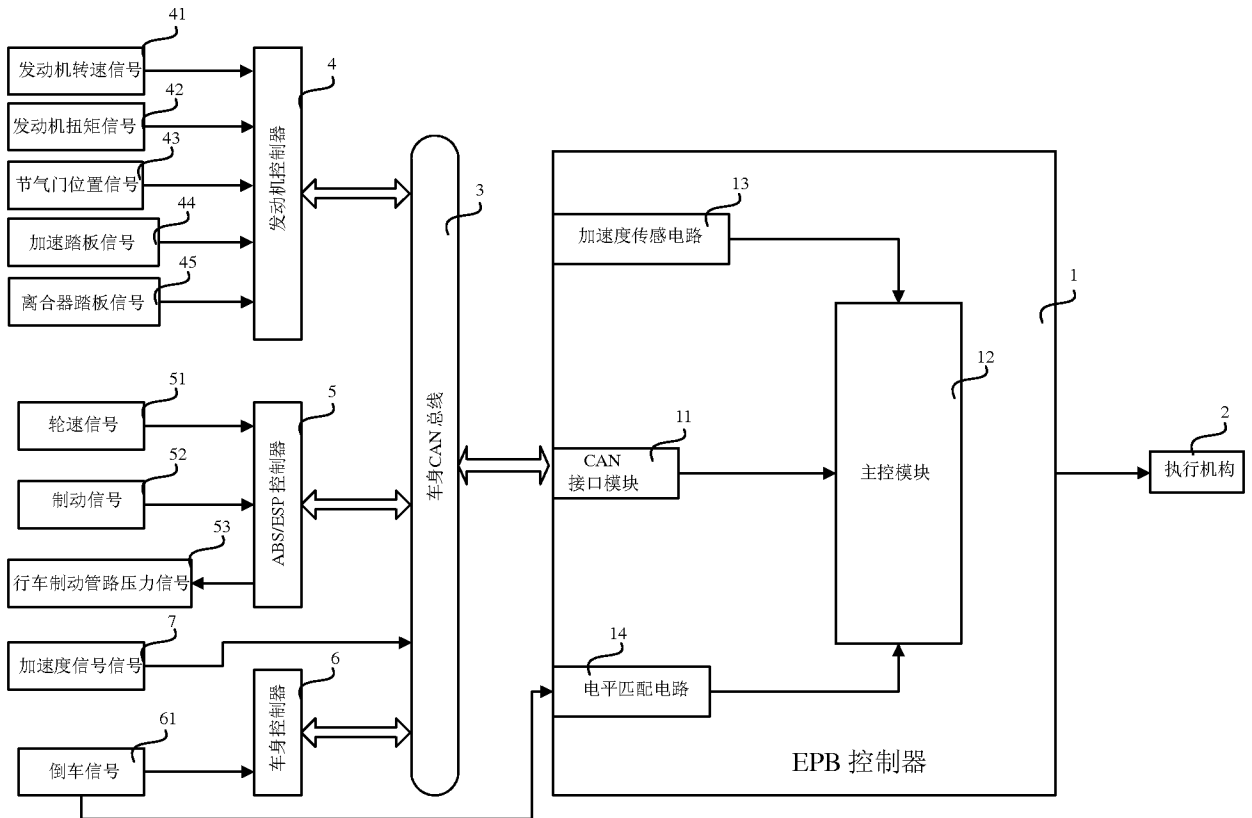 41
发动机转速信号
42
发动机扭矩信号
43
节气门位置信号
44
加速踏板信号
45
离合器踏板信号
4
发动机控制器
51
轮速信号
52
制动信号
53
行车制动管路压力信号
5
ABS/ESP 控制器
7
加速度信号信号
61
倒车信号
6
车身控制器
3
车身CAN 总线
13
加速度传感电路
11
CAN
接口模块
14
电平匹配电路
12
主控模块
1
EPB 控制器
2
执行机构